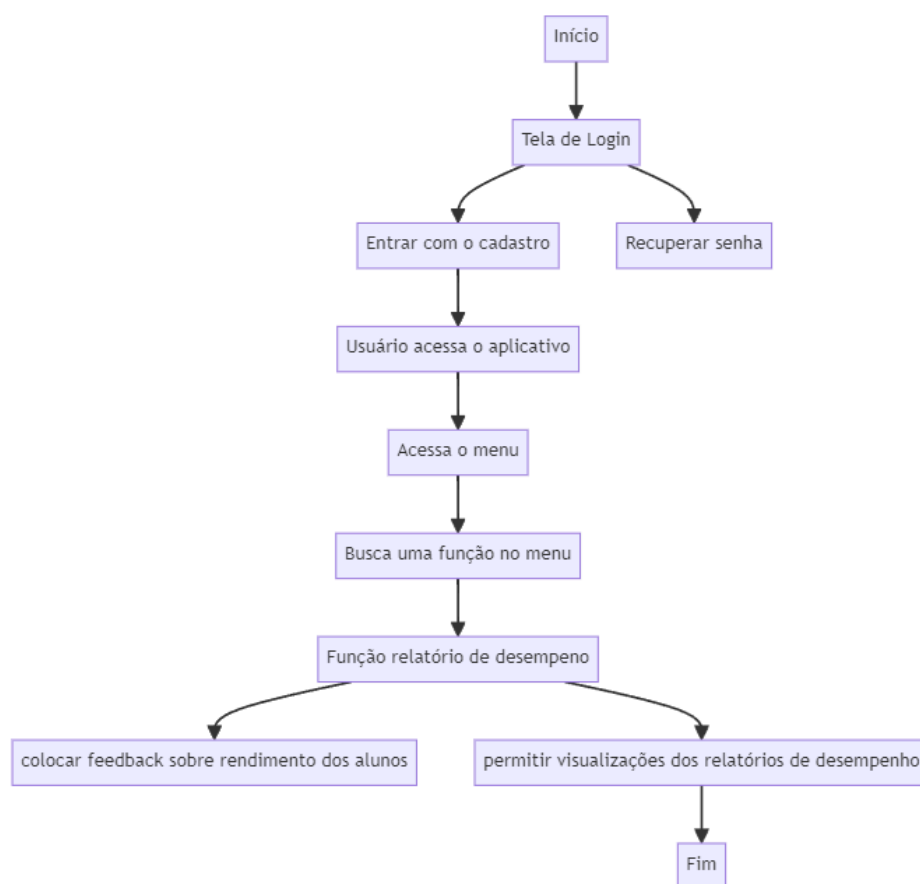 Início
Tela de Login
Entrar com o cadastro
Recuperar senha
Usuário acessa o aplicativo
Acessa o menu
Busca uma função no menu
Função relatório de desempeno
colocar feedback sobre rendimento dos alunos
permitir visualizações dos relatórios de desempenho
Fim